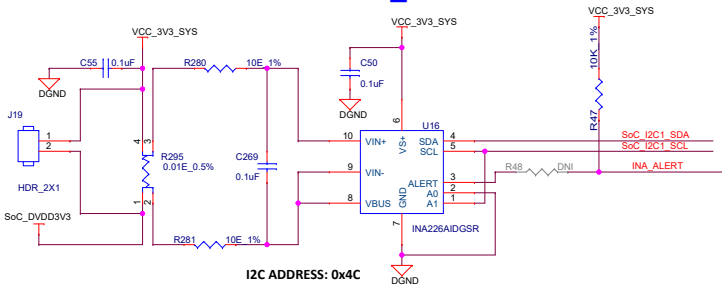 VCC_3V3_SYS
VCC_3V3_SYS
VCC_3V3_SYS
C55
0.1uF
DGND
R280
10E_1%
C50
0.1uF
DGND
10K_1%
R47
J19
1
2
HDR_2X1
4
3
R295
0.01E_0.5%
1
2
C269
0.1uF
SoC_DVDD3V3
R281
10E_1%
U16
6
VS+
10
VIN+
9
VIN-
8
VBUS
SDA
4
SCL
5
ALERT
3
A0
2
A1
1
GND
7
INA226AIDGSR
DGND
SoC_I2C1_SDA
SoC_I2C1_SCL
R48
DNI
INA_ALERT
I2C ADDRESS: 0x4C